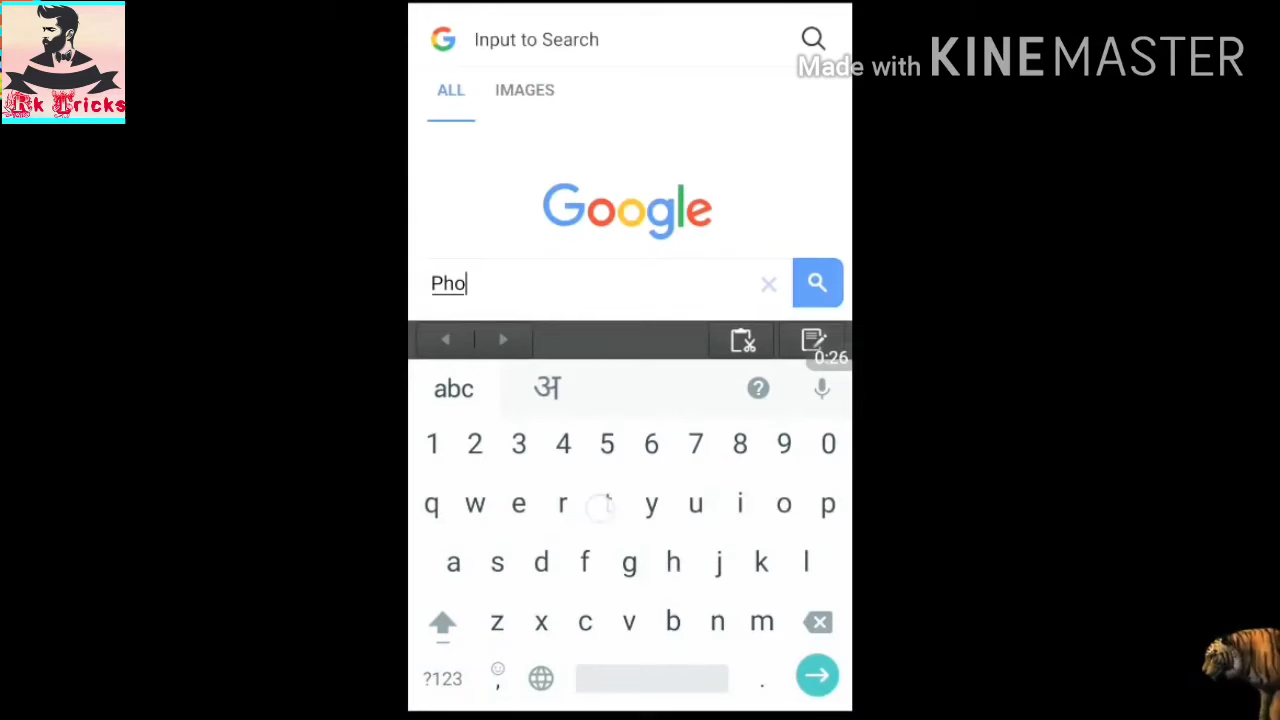 Rk Tricks
Made with KINEMASTER
Input to Search
ALL IMAGES
Google
Pho
0:26
abc अ ?
1 2 3 4 5 6 7 8 9 0
q w e r t y u i o p
a s d f g h j k l
z x c v b n m
?123 , .